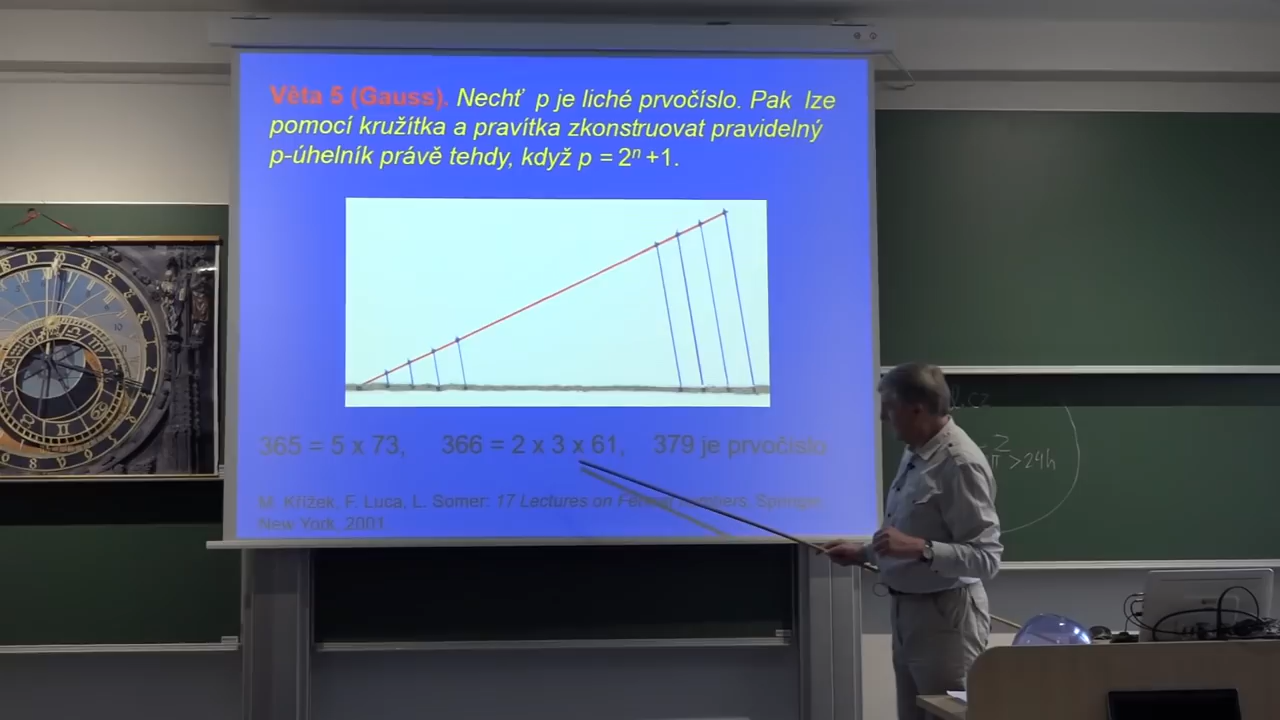 Věta 5 (Gauss). Nechť p je liché prvočíslo. Pak lze
pomocí kružítka a pravítka zkonstruovat pravidelný
p-úhelník právě tehdy, když p = 2ⁿ +1.
365 = 5 x 73, 366 = 2 x 3 x 61, 379 je prvočíslo
M. Křížek, F. Luca, L. Somer: 17 Lectures on Fermat Numbers, Springer,
New York, 2001
>24h